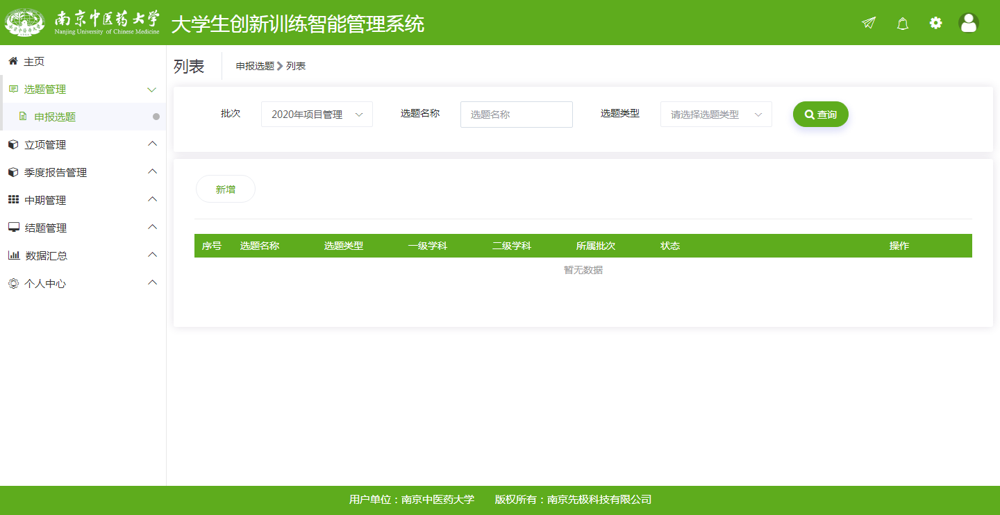 南京中医药大学
Nanjing University of Chinese Medicine
大学生创新训练智能管理系统
主页
选题管理
申报选题
立项管理
季度报告管理
中期管理
结题管理
数据汇总
个人中心
列表 申报选题 列表
批次 2020年项目管理 选题名称 选题名称 选题类型 请选择选题类型 查询
新增
序号 选题名称 选题类型 一级学科 二级学科 所属批次 状态 操作
暂无数据
用户单位：南京中医药大学 版权所有：南京先极科技有限公司